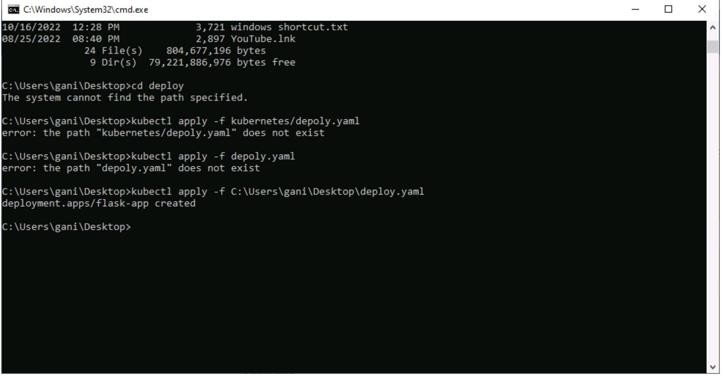 C:\Windows\System32\cmd.exe
10/16/2022  12:28 PM             3,721 windows shortcut.txt
08/25/2022  08:40 PM             2,897 YouTube.lnk
              24 File(s)    804,677,196 bytes
               9 Dir(s)  79,221,886,976 bytes free
C:\Users\gani\Desktop>cd deploy
The system cannot find the path specified.
C:\Users\gani\Desktop>kubectl apply -f kubernetes/depoly.yaml
error: the path "kubernetes/depoly.yaml" does not exist
C:\Users\gani\Desktop>kubectl apply -f depoly.yaml
error: the path "depoly.yaml" does not exist
C:\Users\gani\Desktop>kubectl apply -f C:\Users\gani\Desktop\deploy.yaml
deployment.apps/flask-app created
C:\Users\gani\Desktop>